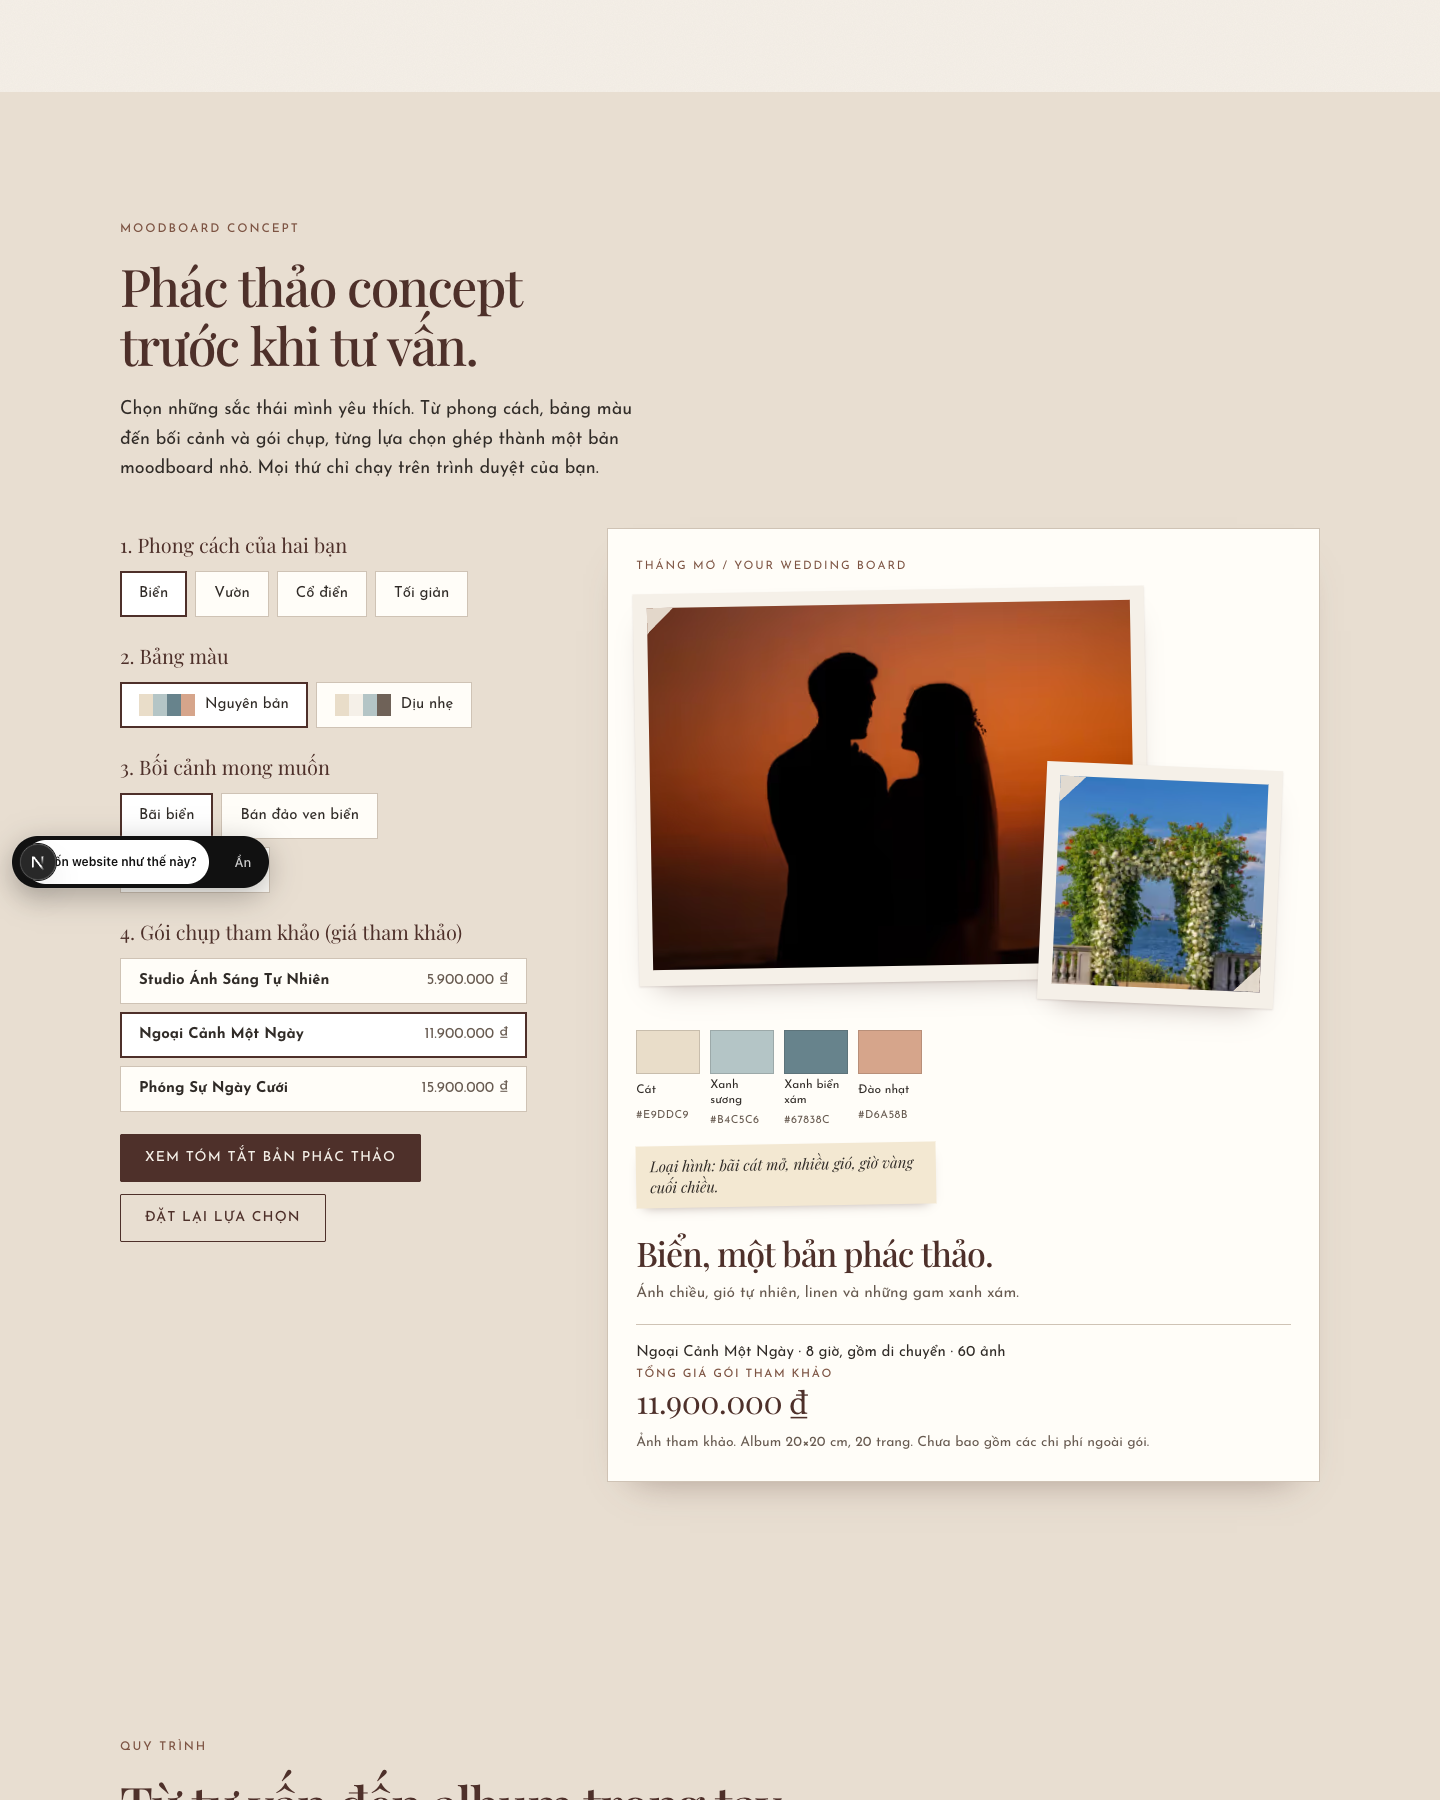 MOODBOARD CONCEPT
Phác thảo concept
trước khi tư vấn.
Chọn những sắc thái mình yêu thích. Từ phong cách, bảng màu
đến bối cảnh và gói chụp, từng lựa chọn ghép thành một bản
moodboard nhỏ. Mọi thứ chỉ chạy trên trình duyệt của bạn.
1. Phong cách của hai bạn
Biển
Vườn
Cổ điển
Tối giản
2. Bảng màu
Nguyên bản
Dịu nhẹ
3. Bối cảnh mong muốn
Bãi biển
Bán đảo ven biển
N
website như thế này?
Ẩn
4. Gói chụp tham khảo (giá tham khảo)
Studio Ánh Sáng Tự Nhiên 5.900.000 ₫
Ngoại Cảnh Một Ngày 11.900.000 ₫
Phóng Sự Ngày Cưới 15.900.000 ₫
XEM TÓM TẮT BẢN PHÁC THẢO
ĐẶT LẠI LỰA CHỌN
THÁNG MƠ / YOUR WEDDING BOARD
Cát
#E9DDC9
Xanh
sương
#B4C5C6
Xanh biển
xám
#67838C
Đào nhạt
#D6A58B
Loại hình: bãi cát mở, nhiều gió, giờ vàng
cuối chiều.
Biển, một bản phác thảo.
Ánh chiều, gió tự nhiên, linen và những gam xanh xám.
Ngoại Cảnh Một Ngày · 8 giờ, gồm di chuyển · 60 ảnh
TỔNG GIÁ GÓI THAM KHẢO
11.900.000 ₫
Ảnh tham khảo. Album 20×20 cm, 20 trang. Chưa bao gồm các chi phí ngoài gói.
QUY TRÌNH
Từ tư vấn đến album trong tay